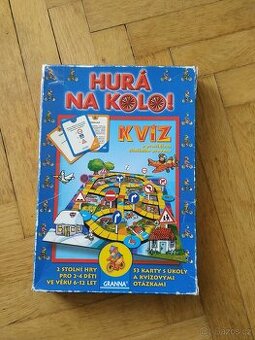 HURÁ
NA KOLO!
KVÍZ
2 STOLNÍ HRY
PRO 2-4 DĚTI
VE VĚKU 6-12 LET
GRANNA
53 KARTY S ÚKOLY
A KVÍZOVÝMI
OTÁZKAMI